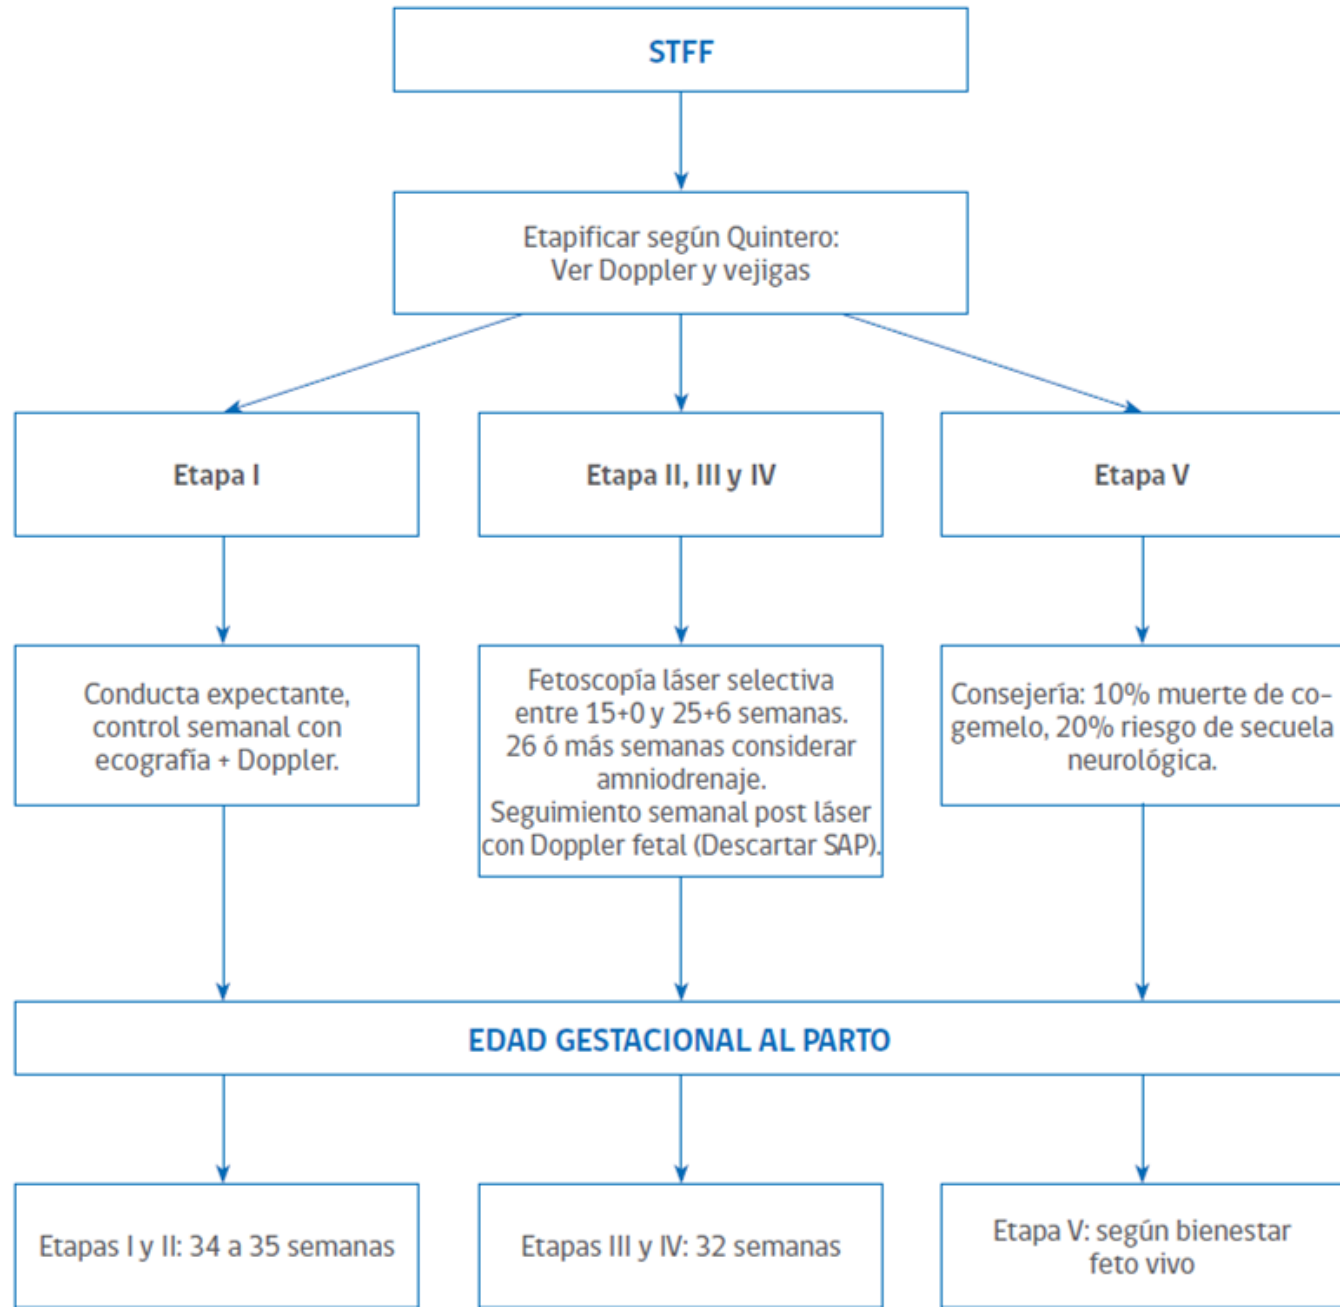 STFF
Etapificar según Quintero:
Ver Doppler y vejigas
Etapa I
Etapa II, III y IV
Etapa V
Conducta expectante,
control semanal con
ecografía + Doppler.
Fetoscopía láser selectiva
entre 15+0 y 25+6 semanas.
26 ó más semanas considerar
amniodrenaje.
Seguimiento semanal post láser
con Doppler fetal (Descartar SAP).
Consejería: 10% muerte de co-
gemelo, 20% riesgo de secuela
neurológica.
EDAD GESTACIONAL AL PARTO
Etapas I y II: 34 a 35 semanas
Etapas III y IV: 32 semanas
Etapa V: según bienestar
feto vivo